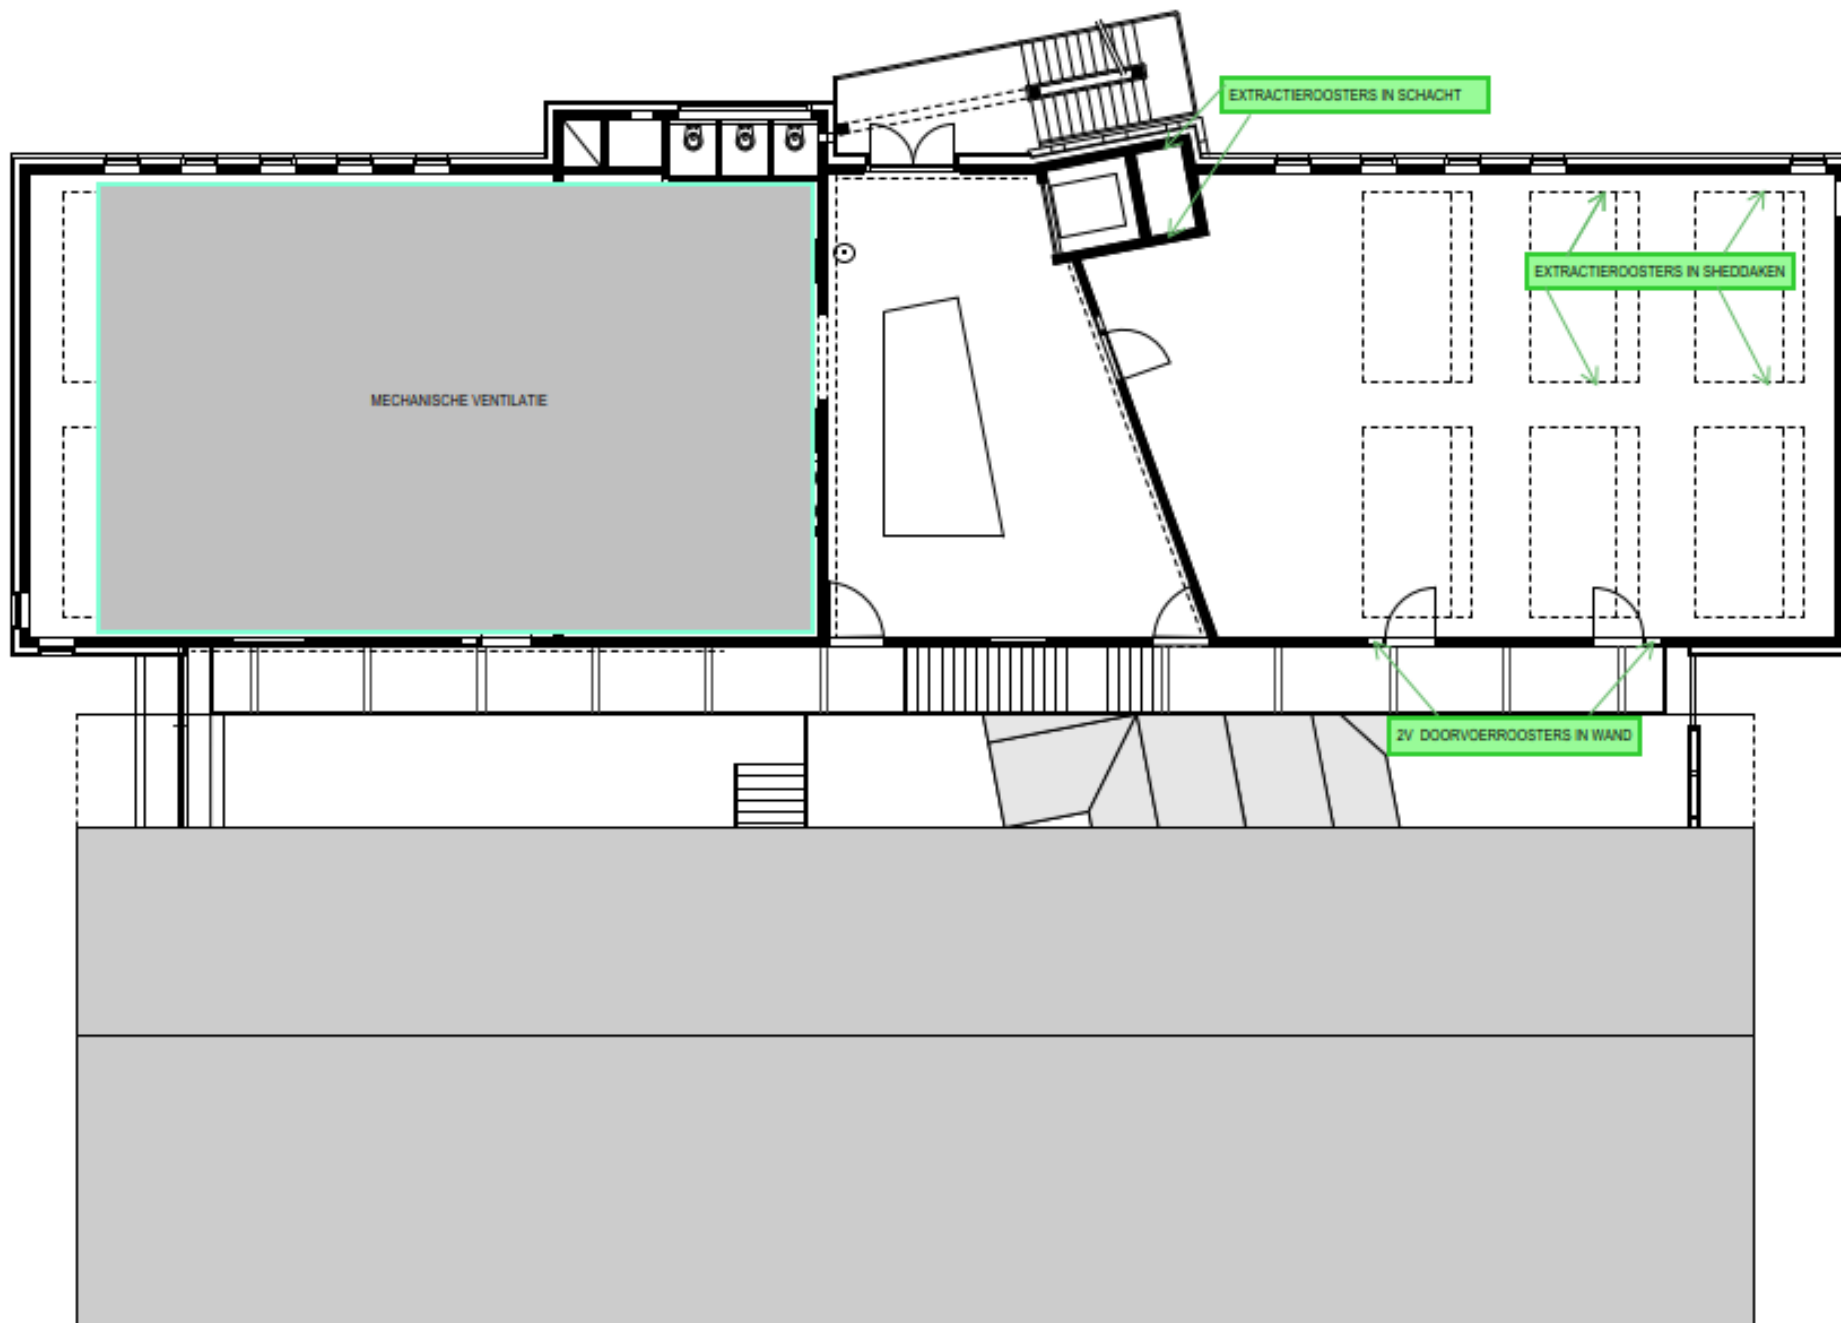 EXTRACTIEROOSTERS IN SCHACHT
EXTRACTIEROOSTERS IN SHEDDAKEN
MECHANISCHE VENTILATIE
2V DOORVOERROOSTERS IN WAND